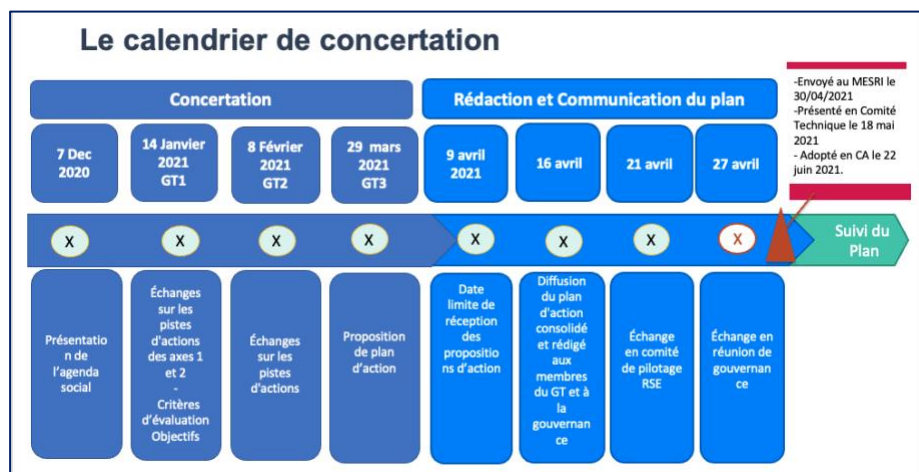 Le calendrier de concertation
-Envoyé au MESRI le
30/04/2021
-Présenté en Comité
Technique le 18 mai
2021
- Adopté en CA le 22
juin 2021.
Concertation
Rédaction et Communication du plan
7 Dec
2020
14 Janvier
2021
GT1
8 Février
2021
GT2
29 mars
2021
GT3
9 avril
2021
16 avril
21 avril
27 avril
X
X
X
X
X
X
X
X
Suivi du
Plan
Présentatio
n de
l'agenda
social
Échanges
sur les
pistes
d'actions
des axes 1
et 2
-
Critères
d'évaluation
Objectifs
Échanges
sur les
pistes
d'actions
Proposition
de plan
d'action
Date
limite de
réception
des
propositio
ns d'action
Diffusion
du plan
d'action
consolidé
et rédigé
aux
membres
du GT et à
la
gouverna
nce
Échange
en comité
de pilotage
RSE
Échange en
réunion de
gouvernan
ce